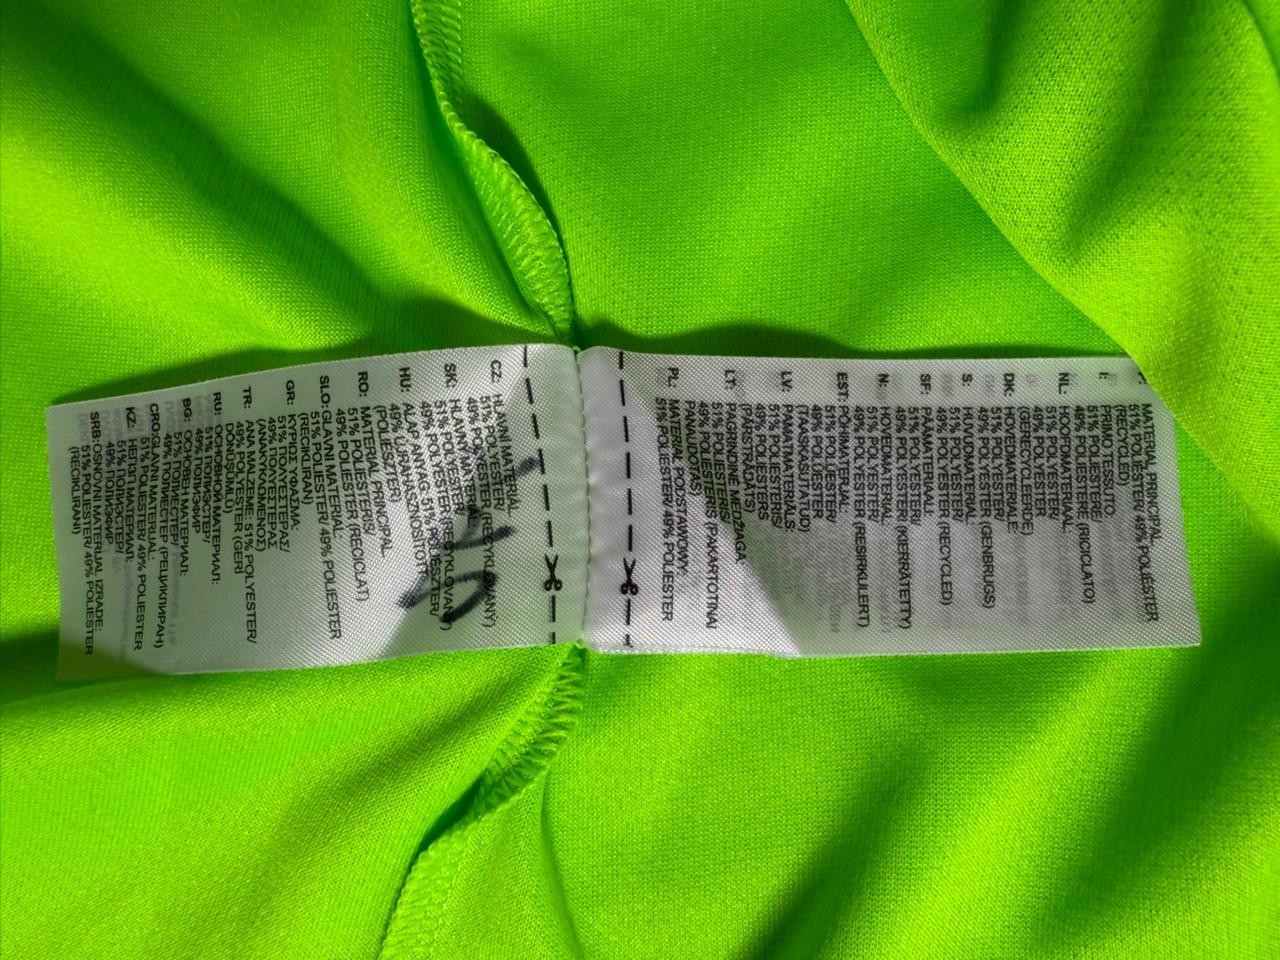 MATERIAL PRINCIPAL
51% POLIÉSTER/ 49% POLIÉSTER
(RECYCLED)
I:
PRIMO TESSUTO:
51% POLIESTERE/
49% POLIESTERE (RICICLATO)
NL: HOOFDMATERIAAL:
51% POLYESTER/
49% POLYESTER
(GERECYCLEERDE)
DK: HOVEDMATERIALE:
51% POLYESTER/
49% POLYESTER (GENBRUGS)
S: HUVUDMATERIAL:
51% POLYESTER/
49% POLYESTER (RECYCLED)
SF: PÄÄMATERIAALI:
51% POLYESTER/
49% POLYESTER (KIERRÄTETTY)
N: HOVEDMATERIAL:
51% POLYESTER/
49% POLYESTER (RESIRKLERT)
EST: PÕHIMATERJAL:
51% POLÜESTER/
49% POLÜESTER
(TAASKASUTATUD)
LV: PAMATMATERIĀLS:
51% POLIESTERS/
49% POLIESTERS
(PĀRSTRĀDĀTS)
LT: PAGRINDINĖ MEDŽIAGA:
51% POLIESTERIS/
49% POLIESTERIS (PAKARTOTINAI
PANAUDOTAS)
PL: MATERIAŁ PODSTAWOWY:
51% POLIESTER/ 49% POLIESTER
CZ: HLAVNÍ MATERIÁL:
51% POLYESTER/
49% POLYESTER (RECYKLOVANÝ)
SK: HLAVNÝ MATERIÁL:
51% POLYESTER/
49% POLYESTER (RECYKLOVANÝ)
HU: ALAP ANYAG: 51% POLIÉSZTER/
49% ÚJRAHASZNOSÍTOTT
(POLIÉSZTER)
RO: MATERIAL PRINCIPAL
51% POLIESTER/
49% POLIESTER (RECICLAT)
SLO: GLAVNI MATERIAL:
51% POLIESTER/ 49% POLIESTER
(RECIKLIRAN)
GR: ΚΥΡΙΩΣ ΥΦΑΣΜΑ:
51% ΠΟΛΥΕΣΤΕΡΑΣ/
49% ΠΟΛΥΕΣΤΕΡΑΣ
(ΑΝΑΚΥΚΛΩΜΕΝΟΣ)
TR: ANA MALZEME: 51% POLYESTER/
49% POLYESTER (GERİ
DÖNÜŞÜMLÜ)
RU: ОСНОВНОЙ МАТЕРИАЛ:
51% ПОЛИЭСТЕР/
49% ПОЛИЭСТЕР
BG: ОСНОВЕН МАТЕРИАЛ:
51% ПОЛИЕСТЕР/
49% ПОЛИЕСТЕР (РЕЦИКЛИРАН)
CRO: GLAVNI MATERIJAL:
51% POLIESTER/ 49% POLIESTER
KZ: НЕГІЗГІ МАТЕРИАЛ:
51% ПОЛИЭСТЕР/
49% ПОЛИЭФИР
SRB: OSNOVNI MATERIJAL IZRADE:
51% POLIESTER/ 49% POLIESTER
(RECIKLIRANI)